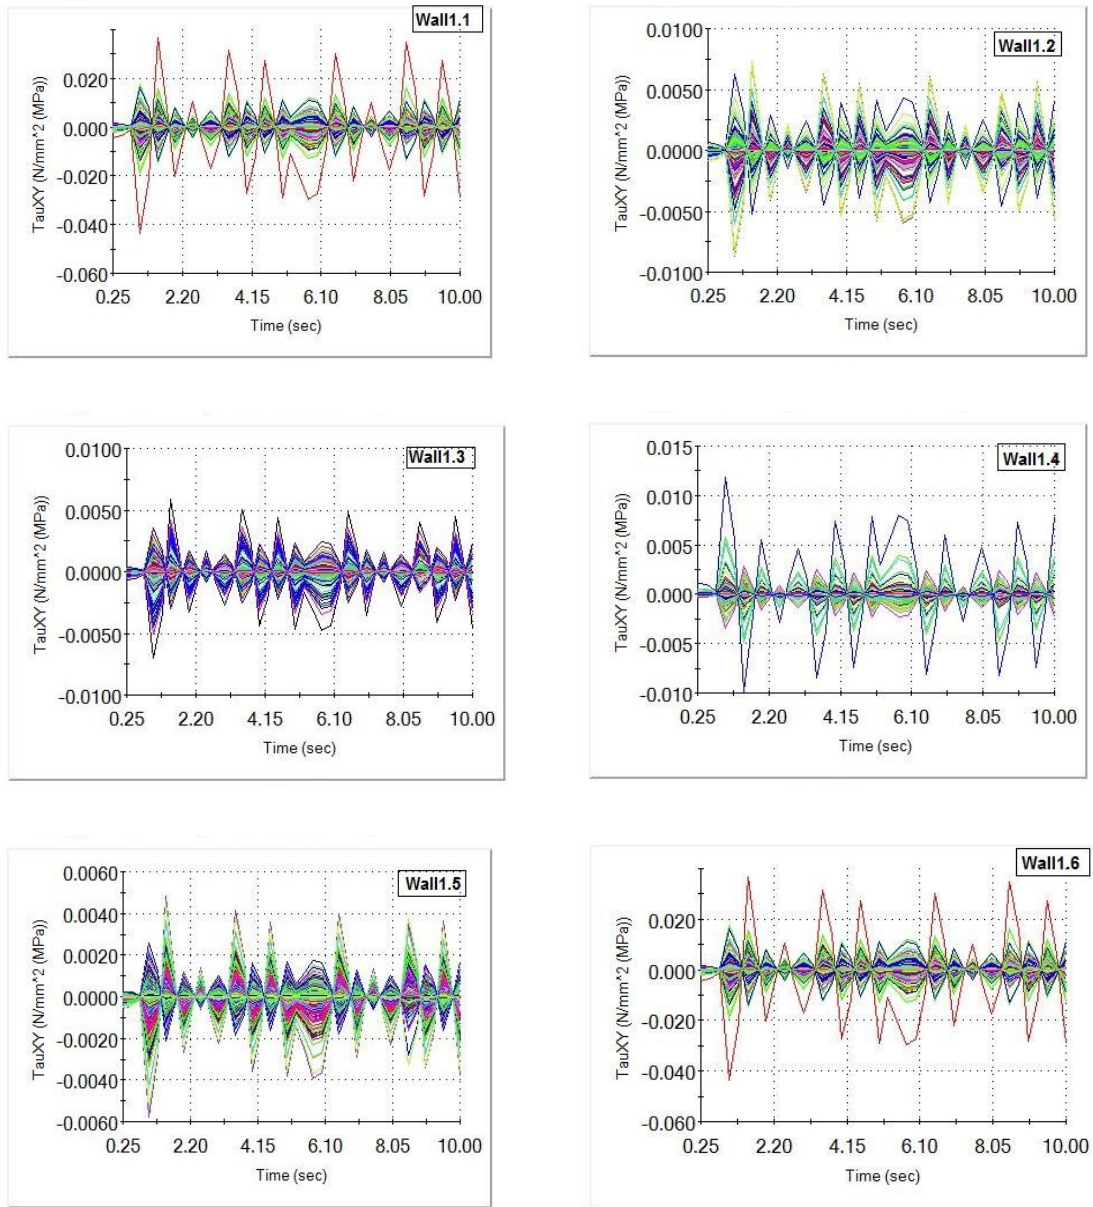 Wall1.1
TauXY (N/mm^2 (MPa))
0.020
0.000
-0.020
-0.040
-0.060
0.25 2.20 4.15 6.10 8.05 10.00
Time (sec)
Wall1.2
TauXY (N/mm^2 (MPa))
0.0100
0.0050
0.0000
-0.0050
-0.0100
0.25 2.20 4.15 6.10 8.05 10.00
Time (sec)
Wall1.3
TauXY (N/mm^2 (MPa))
0.0100
0.0050
0.0000
-0.0050
-0.0100
0.25 2.20 4.15 6.10 8.05 10.00
Time (sec)
Wall1.4
TauXY (N/mm^2 (MPa))
0.015
0.010
0.005
0.000
-0.005
-0.010
0.25 2.20 4.15 6.10 8.05 10.00
Time (sec)
Wall1.5
TauXY (N/mm^2 (MPa))
0.0060
0.0040
0.0020
0.0000
-0.0020
-0.0040
-0.0060
0.25 2.20 4.15 6.10 8.05 10.00
Time (sec)
Wall1.6
TauXY (N/mm^2 (MPa))
0.020
0.000
-0.020
-0.040
-0.060
0.25 2.20 4.15 6.10 8.05 10.00
Time (sec)